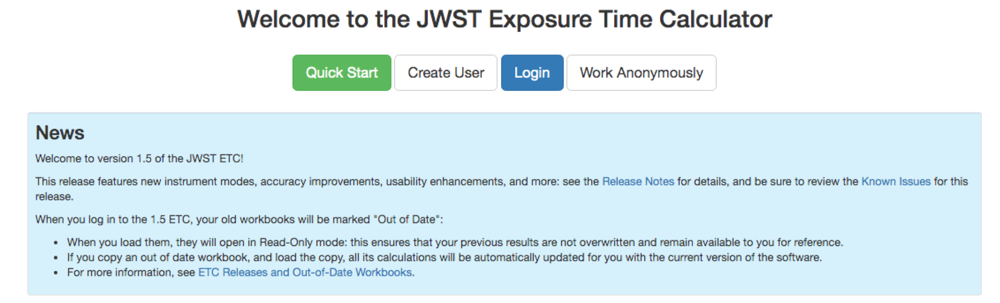 Welcome to the JWST Exposure Time Calculator
Quick Start Create User Login Work Anonymously
News
Welcome to version 1.5 of the JWST ETC!
This release features new instrument modes, accuracy improvements, usability enhancements, and more: see the Release Notes for details, and be sure to review the Known Issues for this
release.
When you log in to the 1.5 ETC, your old workbooks will be marked "Out of Date":
• When you load them, they will open in Read-Only mode: this ensures that your previous results are not overwritten and remain available to you for reference.
• If you copy an out of date workbook, and load the copy, all its calculations will be automatically updated for you with the current version of the software.
• For more information, see ETC Releases and Out-of-Date Workbooks.